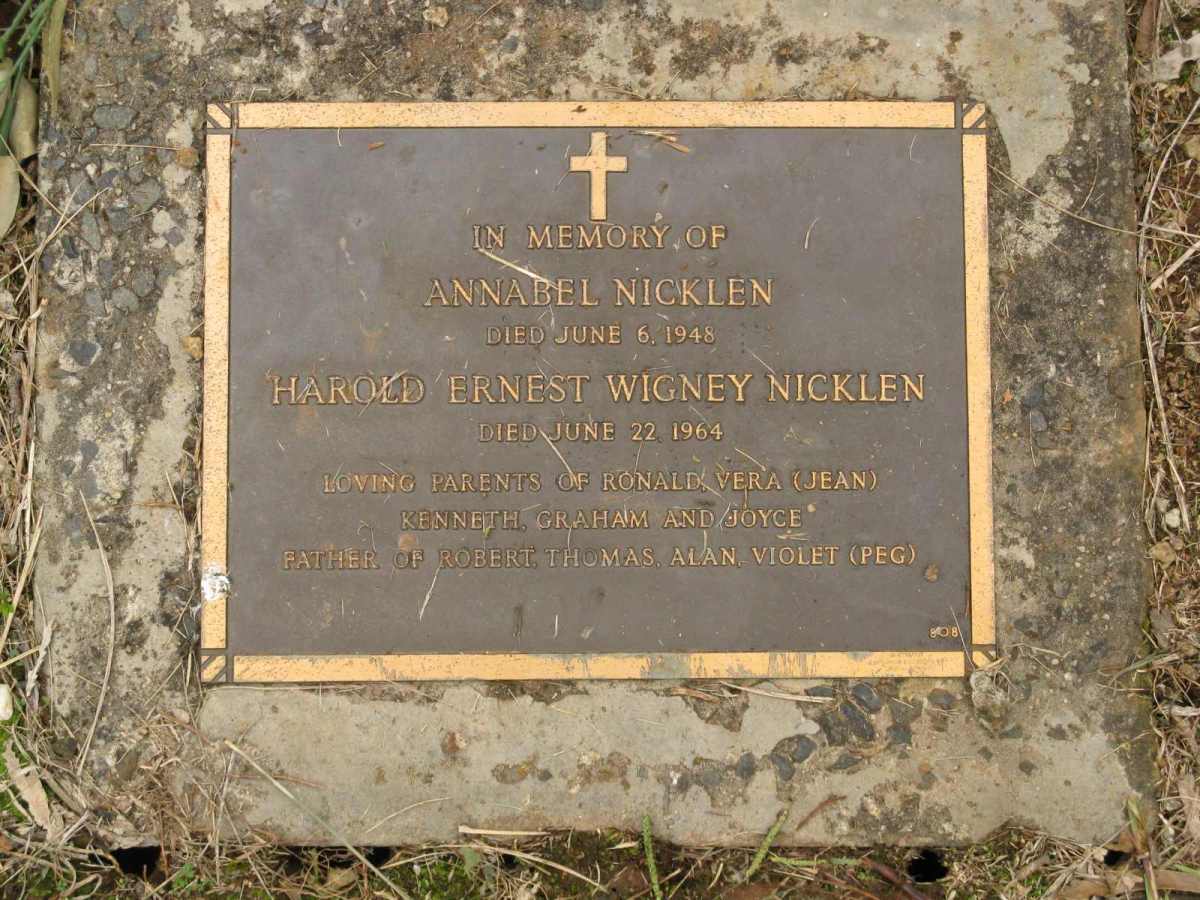 IN MEMORY OF
ANNABEL NICKLEN
DIED JUNE 6, 1948
HAROLD ERNEST WIGNEY NICKLEN
DIED JUNE 22, 1964
LOVING PARENTS OF RONALD, VERA (JEAN)
KENNETH, GRAHAM AND JOYCE
FATHER OF ROBERT, THOMAS, ALAN, VIOLET (PEG)
808